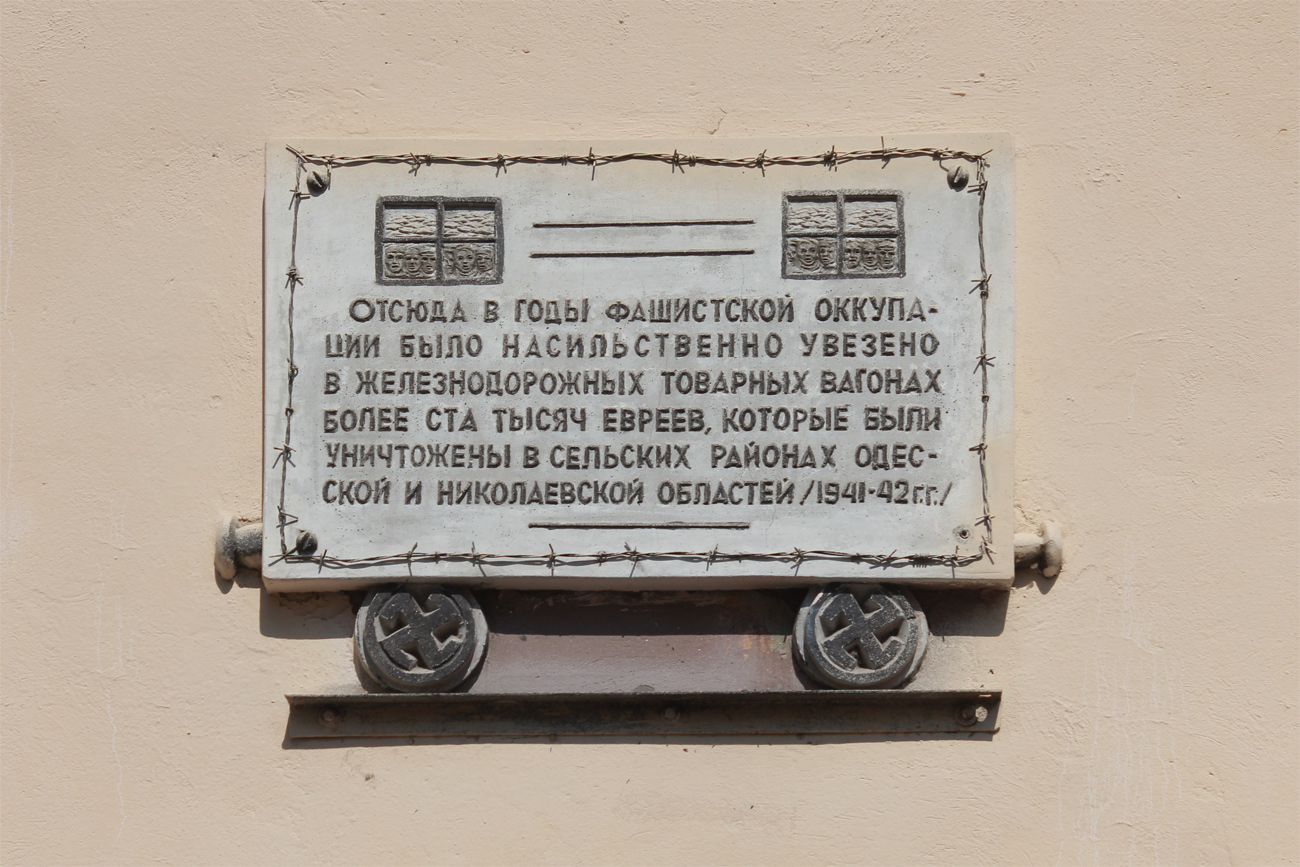 ОТСЮДА В ГОДЫ ФАШИСТСКОЙ ОККУПА-
ЦИИ БЫЛО НАСИЛЬСТВЕННО УВЕЗЕНО
В ЖЕЛЕЗНОДОРОЖНЫХ ТОВАРНЫХ ВАГОНАХ
БОЛЕЕ СТА ТЫСЯЧ ЕВРЕЕВ, КОТОРЫЕ БЫЛИ
УНИЧТОЖЕНЫ В СЕЛЬСКИХ РАЙОНАХ ОДЕС-
СКОЙ И НИКОЛАЕВСКОЙ ОБЛАСТЕЙ /1941-42г.г./